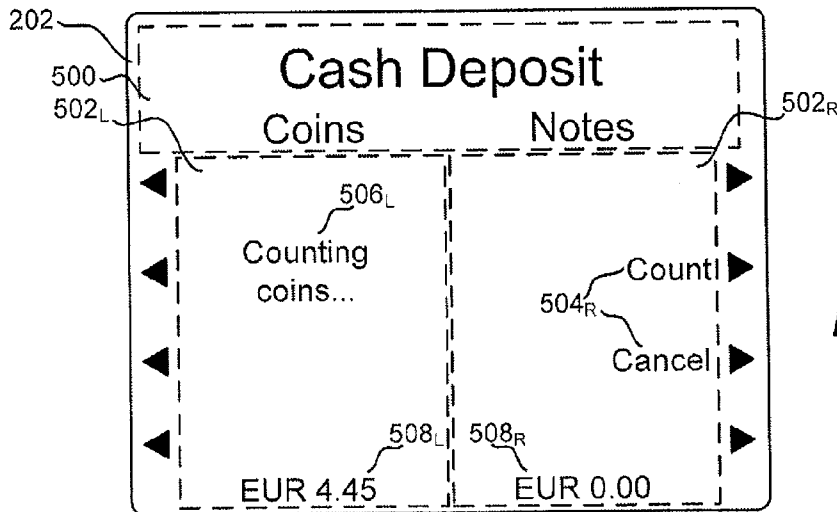 202
500
Cash Deposit
502L
502R
Coins
Notes
506L
Counting
coins...
Count
504R
Cancel
508L
508R
EUR 4.45
EUR 0.00